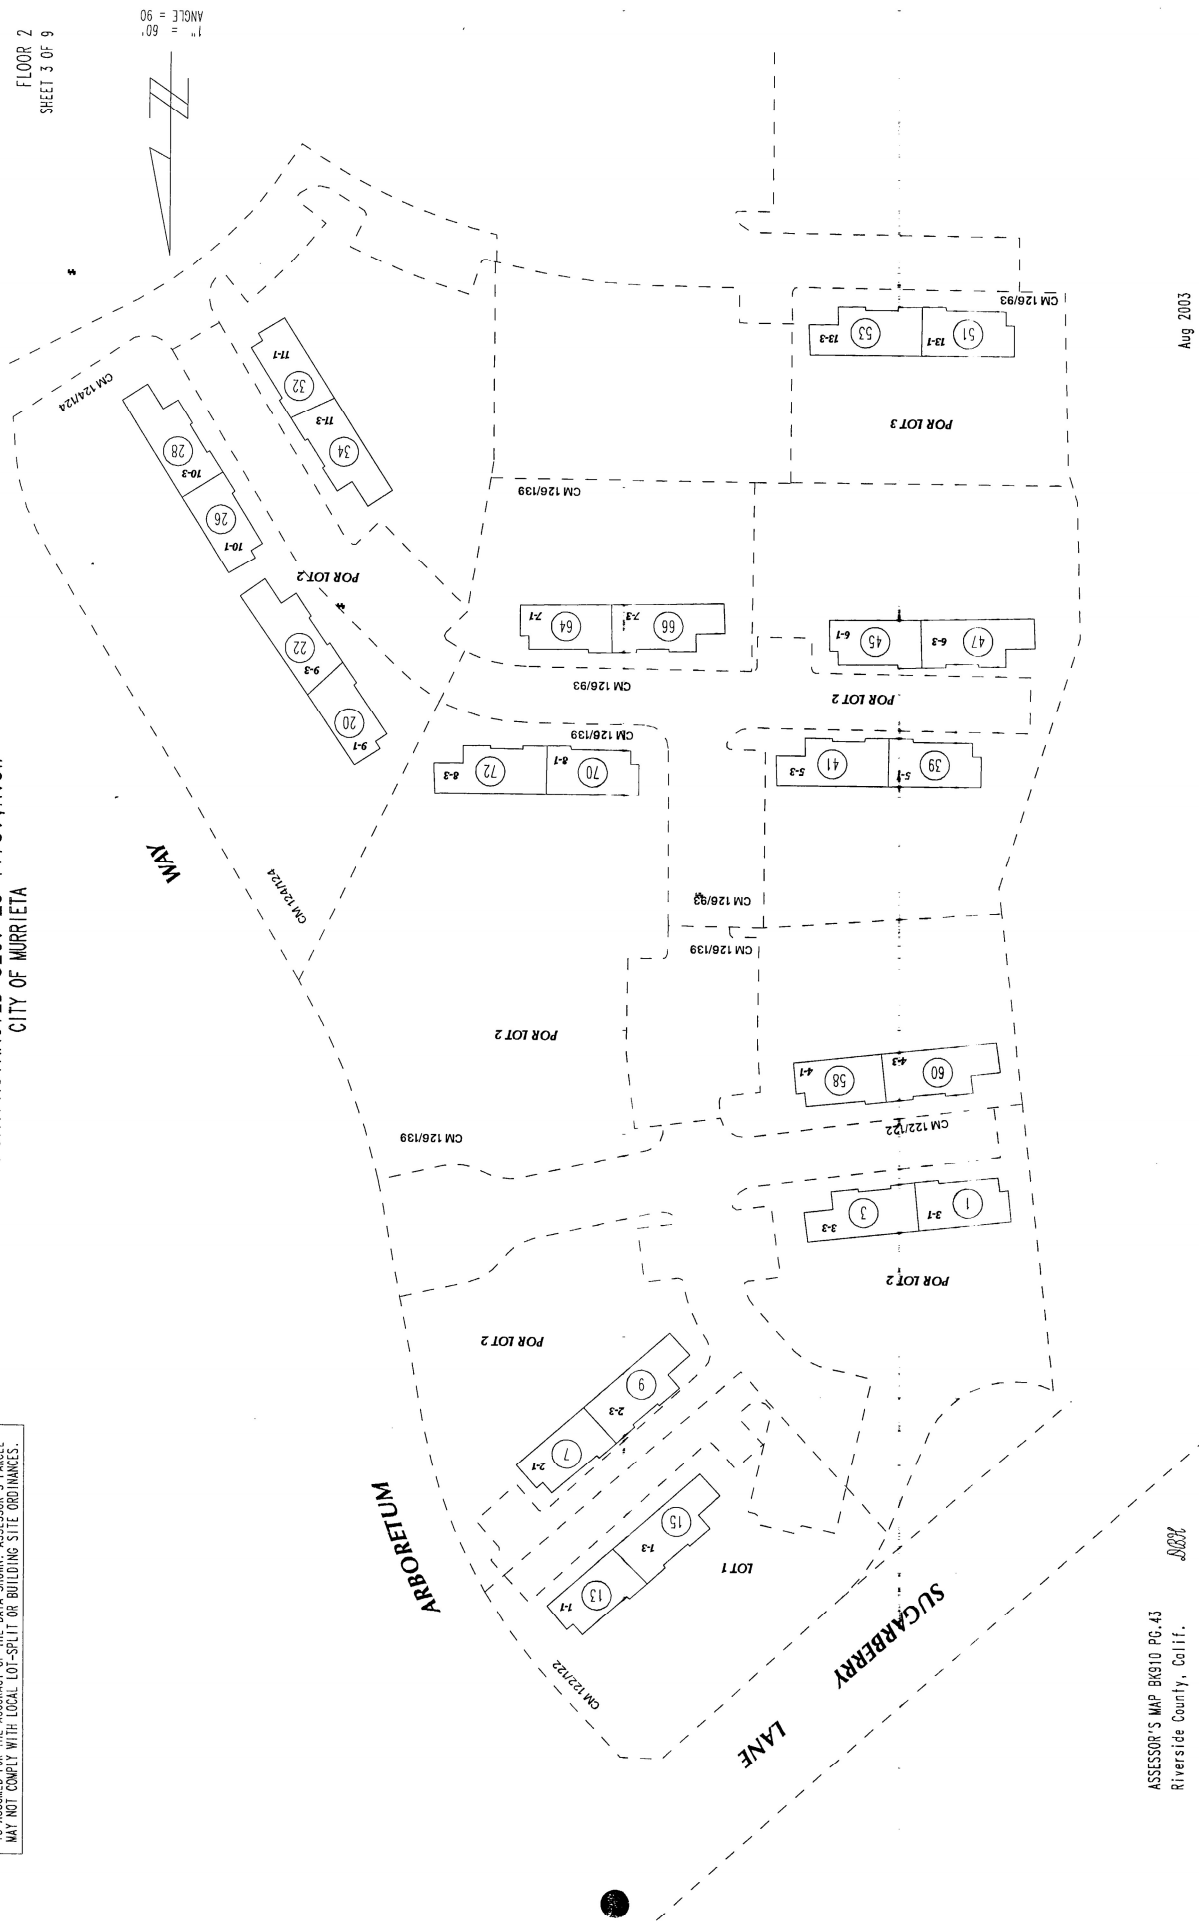 FLOOR 2
SHEET 3 OF 9
1" = 60'
ANGLE = 90
CITY OF MURRIETA
MAY NOT COMPLY WITH LOCAL LOT-SPLIT OR BUILDING SITE ORDINANCES.
CM 124/124
11-1
32
11-3
34
28
10-3
26
10-1
POR LOT 2
22
9-3
20
9-1
CM 126/93
13-3
53
13-1
51
POR LOT 3
CM 126/139
7-1
64
7-3
66
6-1
45
6-3
47
CM 126/93
POR LOT 2
CM 126/139
8-3
72
8-1
70
5-3
41
5-1
39
WAY
CM 124/124
CM 126/93
CM 126/139
POR LOT 2
4-1
58
4-3
60
CM 126/139
CM 122/122
3-3
3
3-1
1
POR LOT 2
POR LOT 2
9
2-3
7
2-1
ARBORETUM
15
1-3
13
1-1
LOT 1
CM 122/122
SUGARBERRY
LANE
Aug 2003
ASSESSOR'S MAP BK910 PG.43
Riverside County, Calif.